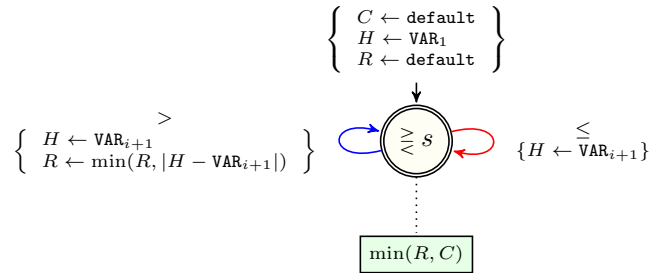 C ← default
H ← VAR₁
R ← default
>
H ← VARᵢ₊₁
R ← min(R, |H − VARᵢ₊₁|)
⋛ s
≤
{H ← VARᵢ₊₁}
min(R, C)